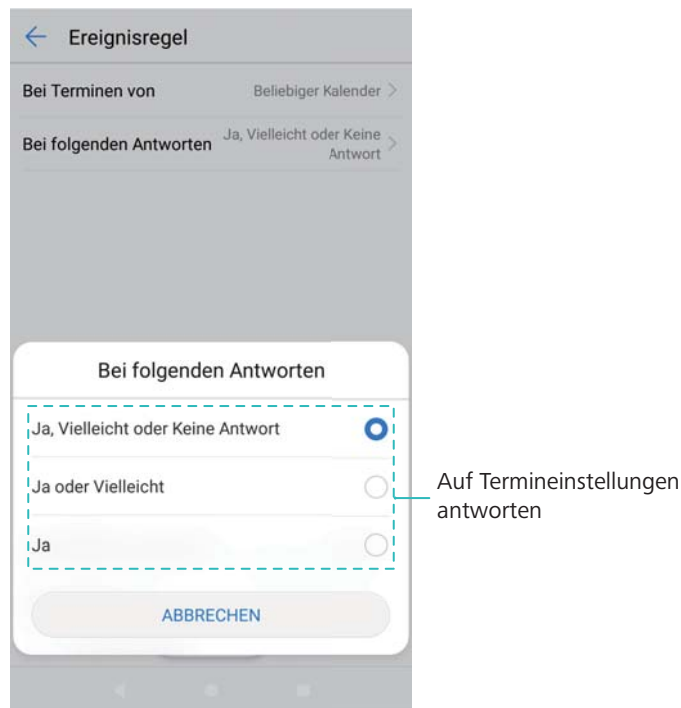 Ereignisregel
Bei Terminen von Beliebiger Kalender
Bei folgenden Antworten Ja, Vielleicht oder Keine
Antwort
Bei folgenden Antworten
Ja, Vielleicht oder Keine Antwort
Ja oder Vielleicht
Ja
ABBRECHEN
Auf Termineinstellungen
antworten